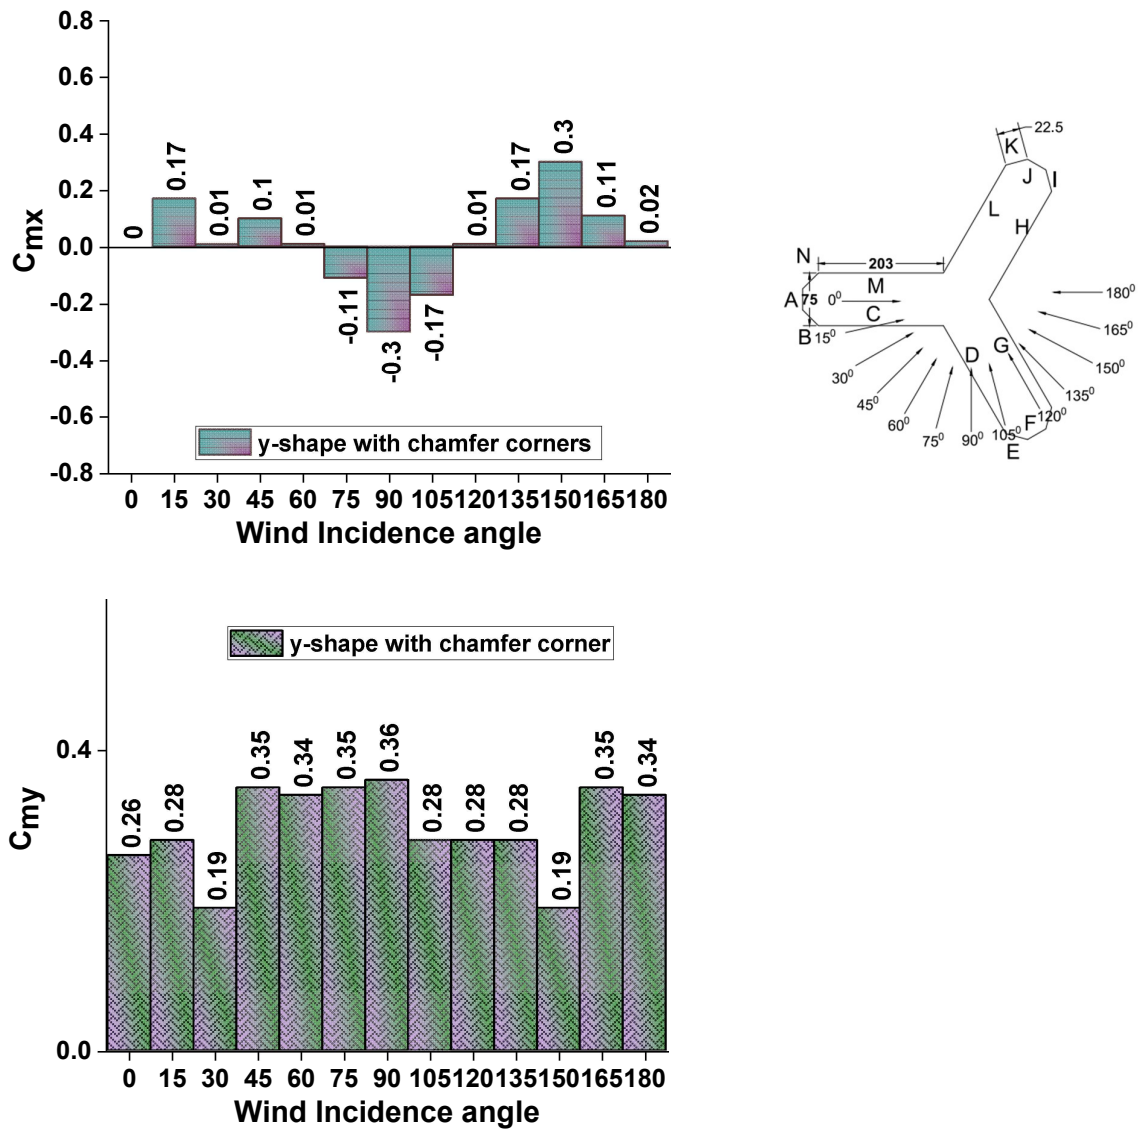 0.8
0.6
0.4
0.2
0.0
-0.2
-0.4
-0.6
-0.8
Cmx
0
0.17
0.01
0.1
0.01
-0.11
-0.3
-0.17
0.01
0.17
0.3
0.11
0.02
y-shape with chamfer corners
0 15 30 45 60 75 90 105 120 135 150 165 180
Wind Incidence angle
22.5
K
J
I
L
H
N
203
M
A
75
0⁰
C
B
15⁰
D
G
E
F
30⁰
45⁰
60⁰
75⁰
90⁰
105⁰
120⁰
135⁰
150⁰
165⁰
180⁰
y-shape with chamfer corner
0.4
0.0
Cmy
0.26
0.28
0.19
0.35
0.34
0.35
0.36
0.28
0.28
0.28
0.19
0.35
0.34
0 15 30 45 60 75 90 105 120 135 150 165 180
Wind Incidence angle